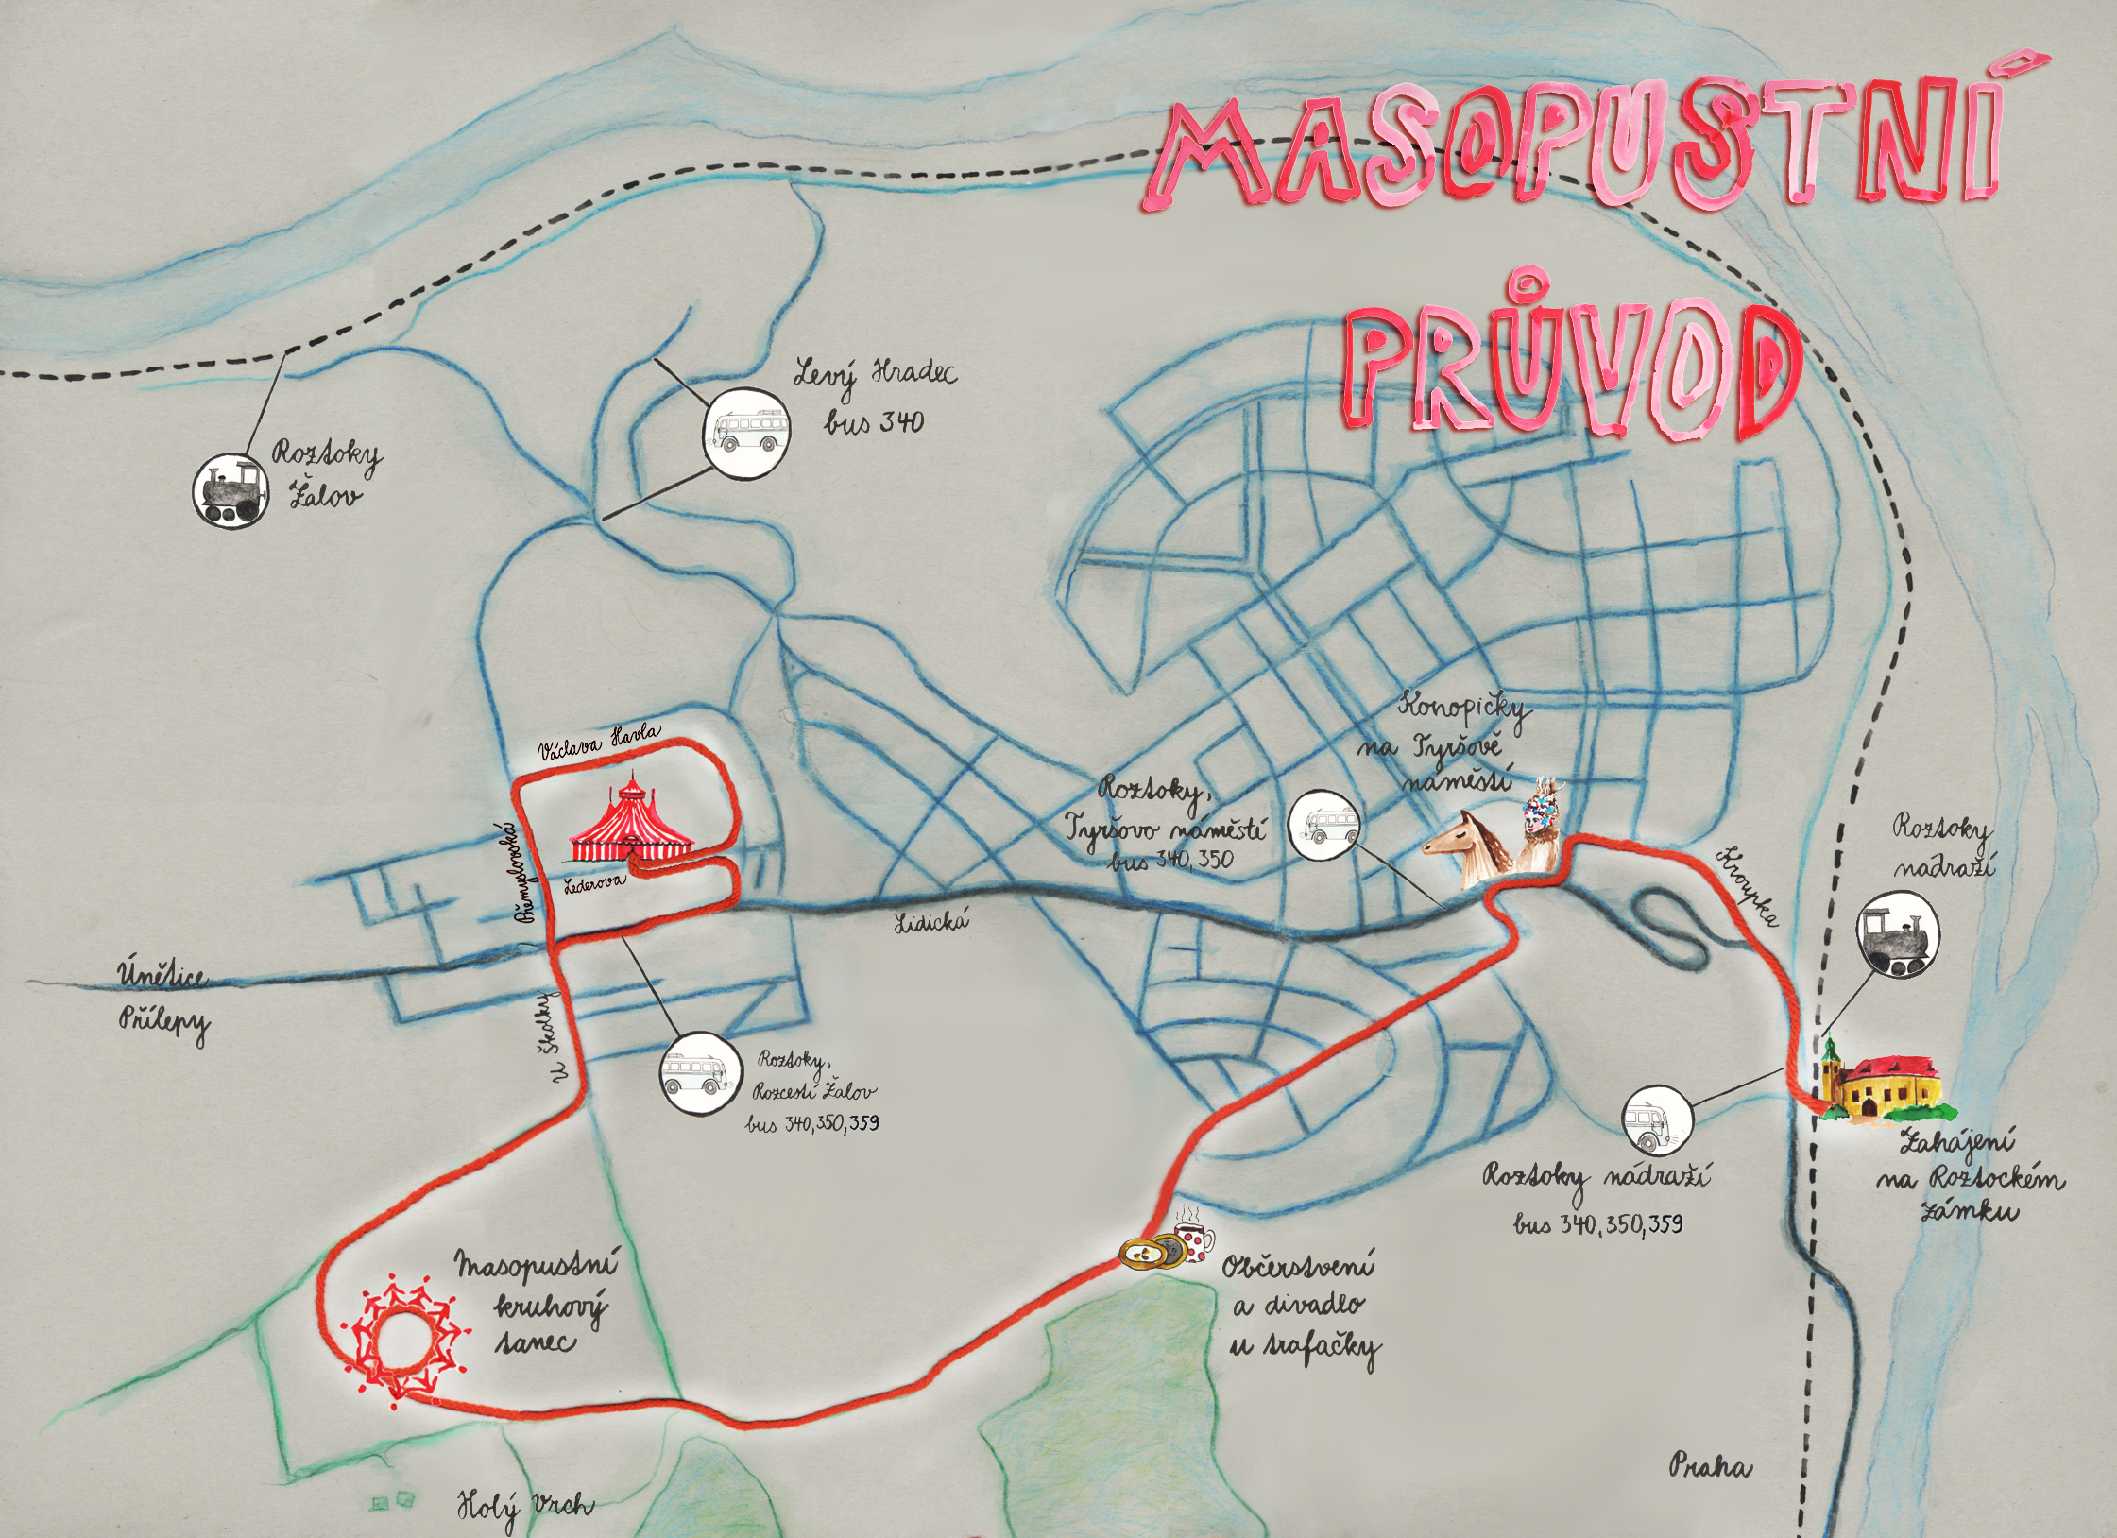 MASOPUSTNÍ
PRŮVOD
Levý Hradec
bus 340
Roztoky
Žalov
Konopičky
na Tyršově
náměstí
Václava Havla
Roztoky,
Tyršovo náměstí
bus 340, 350
Roztoky
nádraží
Kroupka
Přemyslovská
Lederova
Lidická
Únětice
Přílepy
U Školky
Roztoky,
Rozcestí Žalov
bus 340, 350, 359
Zahájení
na Roztockém
zámku
Roztoky nádraží
bus 340, 350, 359
Masopustní
kruhový
tanec
Občerstvení
a divadlo
u trafačky
Praha
Holý Vrch